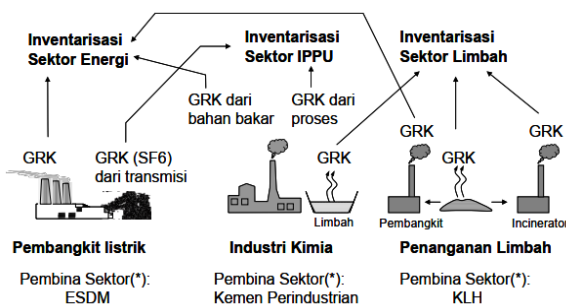 Inventarisasi
Sektor Energi
Inventarisasi
Sektor IPPU
Inventarisasi
Sektor Limbah
GRK dari
bahan bakar
GRK dari
proses
GRK
GRK
GRK (SF6)
dari transmisi
GRK
GRK
GRK
Limbah
Pembangkit
Incinerator
Pembangkit listrik
Industri Kimia
Penanganan Limbah
Pembina Sektor(*):
ESDM
Pembina Sektor(*):
Kemen Perindustrian
Pembina Sektor(*):
KLH